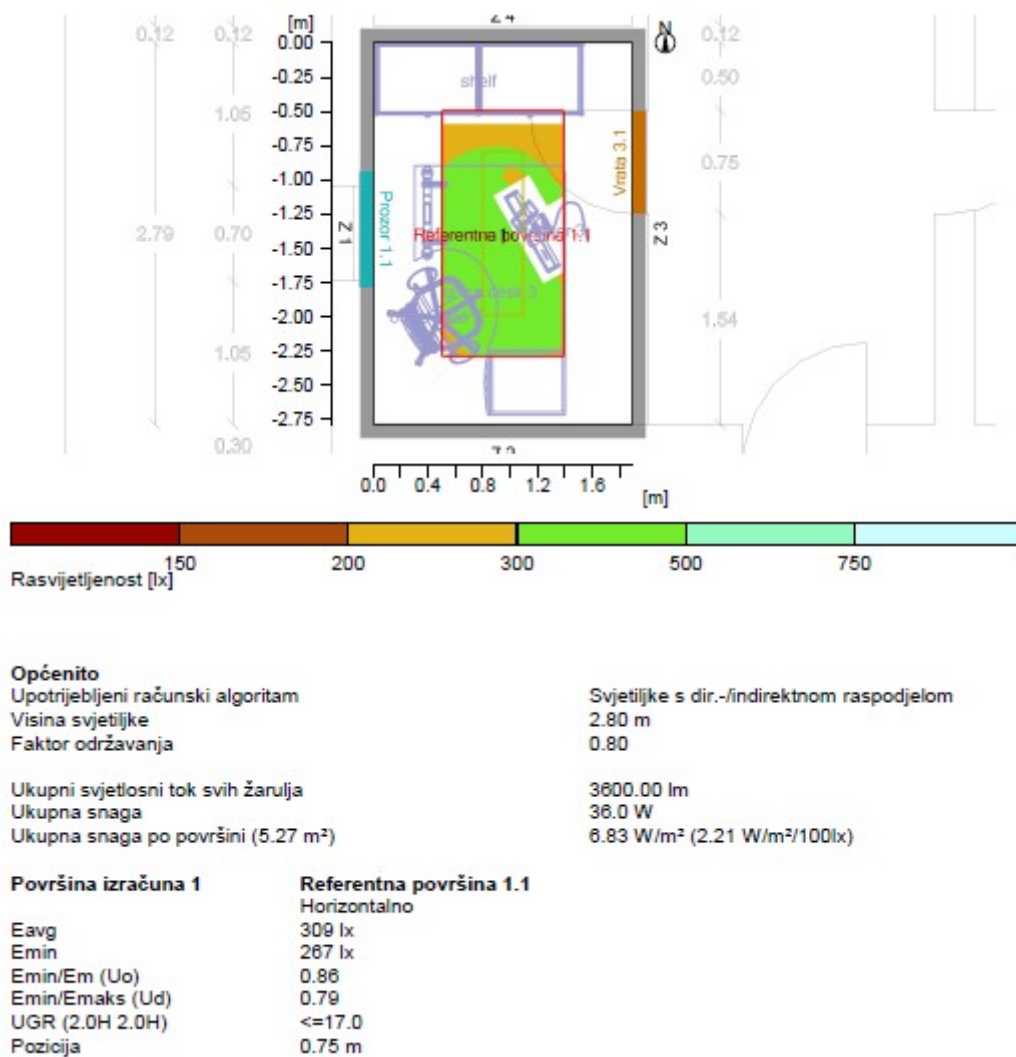 [m]
Z 4
N
0.12
0.12
0.12
0.00
-0.25
shelf
0.50
-0.50
1.05
-0.75
Vrata 3.1
0.75
-1.00
-1.25
Prozor 1.1
2.79
0.70
Z 1
Referentna površina 1.1
Z 3
-1.50
-1.75
desk 3
-2.00
1.54
1.05
-2.25
-2.50
-2.75
0.30
0.0 0.4 0.8 1.2 1.6
[m]
150 200 300 500 750
Rasvijetljenost [lx]
Općenito
Upotrijebljeni računski algoritam Svjetiljke s dir.-/indirektnom raspodjelom
Visina svjetiljke 2.80 m
Faktor održavanja 0.80
Ukupni svjetlosni tok svih žarulja 3600.00 lm
Ukupna snaga 36.0 W
Ukupna snaga po površini (5.27 m²) 6.83 W/m² (2.21 W/m²/100lx)
Površina izračuna 1 Referentna površina 1.1
Horizontalno
Eavg 309 lx
Emin 267 lx
Emin/Em (Uo) 0.86
Emin/Emaks (Ud) 0.79
UGR (2.0H 2.0H) <=17.0
Pozicija 0.75 m